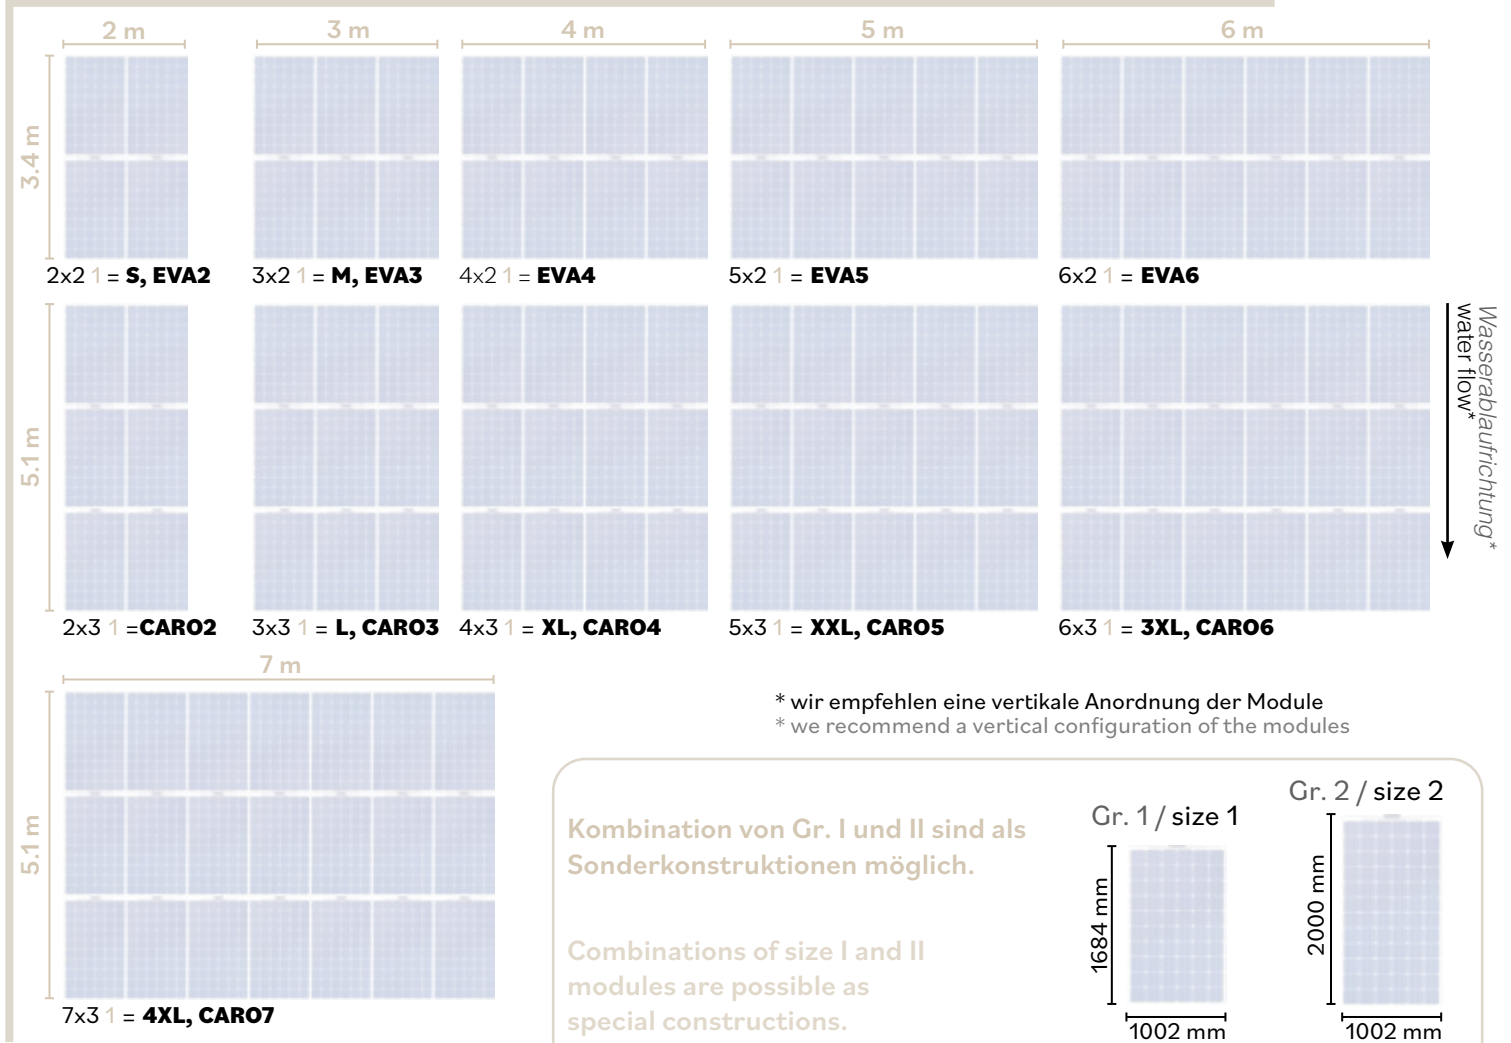 2 m
3 m
4 m
5 m
6 m
3.4 m
2x2 1 = S, EVA2
3x2 1 = M, EVA3
4x2 1 = EVA4
5x2 1 = EVA5
6x2 1 = EVA6
5.1 m
Wasserablaufrichtung*
water flow*
2x3 1 =CARO2
3x3 1 = L, CARO3
4x3 1 = XL, CARO4
5x3 1 = XXL, CARO5
6x3 1 = 3XL, CARO6
7 m
5.1 m
7x3 1 = 4XL, CARO7
* wir empfehlen eine vertikale Anordnung der Module
* we recommend a vertical configuration of the modules
Kombination von Gr. I und II sind als
Sonderkonstruktionen möglich.
Combinations of size I and II
modules are possible as
special constructions.
Gr. 1 / size 1
1684 mm
1002 mm
Gr. 2 / size 2
2000 mm
1002 mm